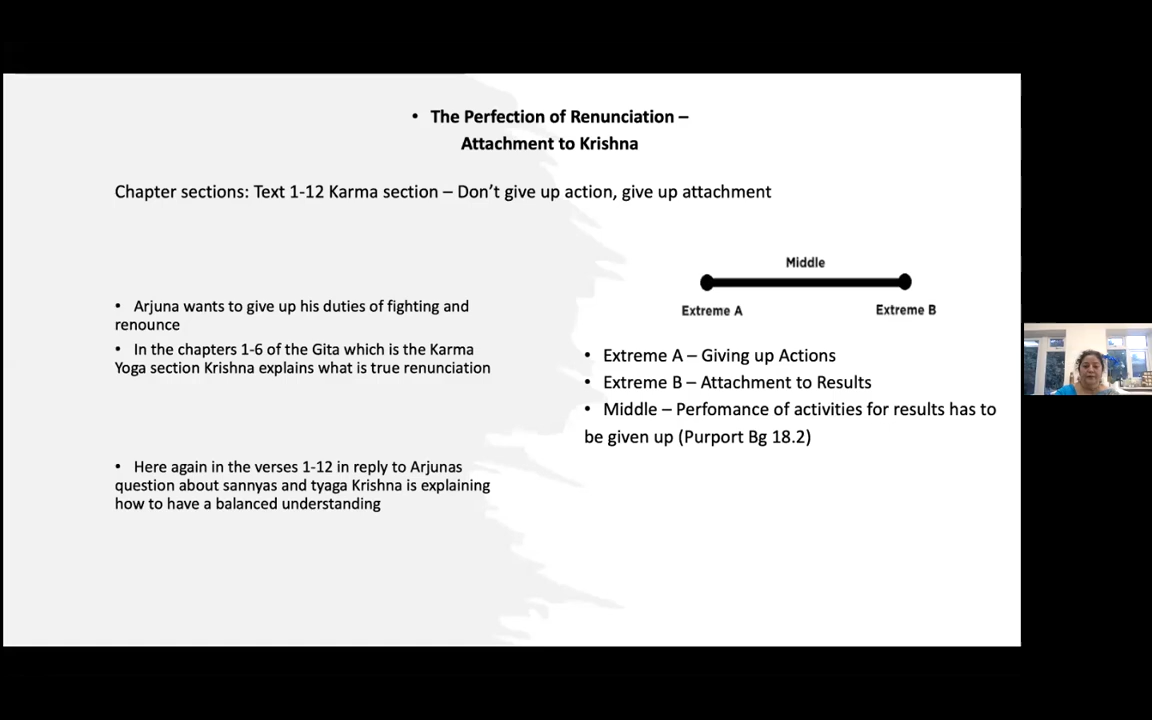 • The Perfection of Renunciation –
Attachment to Krishna
Chapter sections: Text 1-12 Karma section – Don’t give up action, give up attachment
• Arjuna wants to give up his duties of fighting and
renounce
• In the chapters 1-6 of the Gita which is the Karma
Yoga section Krishna explains what is true renunciation
• Here again in the verses 1-12 in reply to Arjunas
question about sannyas and tyaga Krishna is explaining
how to have a balanced understanding
Middle
Extreme A
Extreme B
• Extreme A – Giving up Actions
• Extreme B – Attachment to Results
• Middle – Perfomance of activities for results has to
be given up (Purport Bg 18.2)